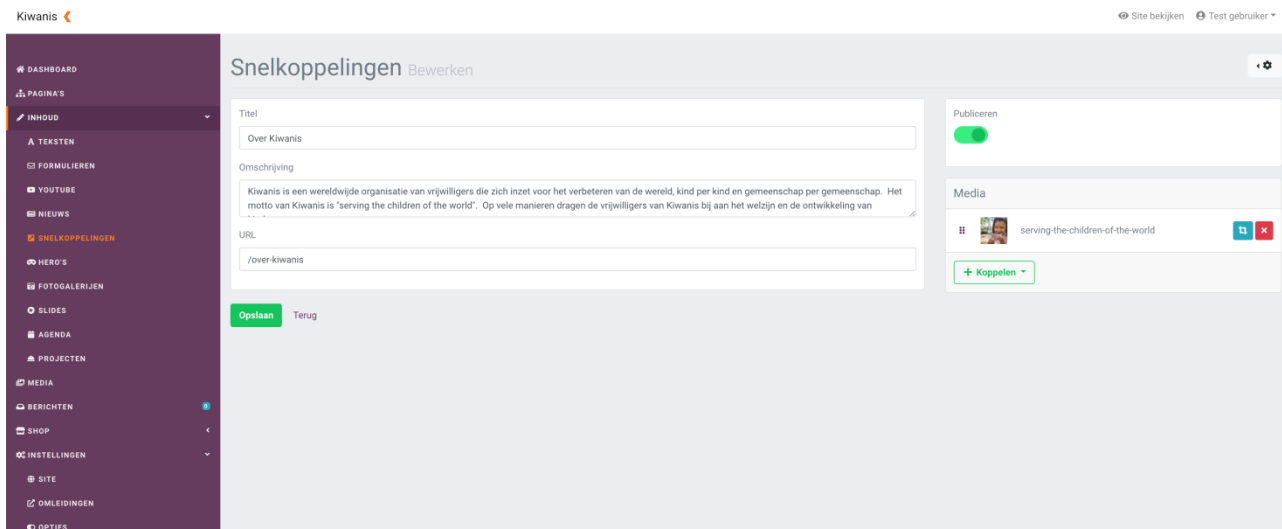 Kiwanis
Site bekijken
Test gebruiker
DASHBOARD
PAGINA'S
INHOUD
TEKSTEN
FORMULIEREN
YOUTUBE
NIEUWS
SNELKOPPELINGEN
HERO'S
FOTOGALERIJEN
SLIDES
AGENDA
PROJECTEN
MEDIA
BERICHTEN 0
SHOP
INSTELLINGEN
SITE
OMLEIDINGEN
OPTIES
Snelkoppelingen Bewerken
Titel
Over Kiwanis
Omschrijving
Kiwanis is een wereldwijde organisatie van vrijwilligers die zich inzet voor het verbeteren van de wereld, kind per kind en gemeenschap per gemeenschap. Het
motto van Kiwanis is "serving the children of the world". Op vele manieren dragen de vrijwilligers van Kiwanis bij aan het welzijn en de ontwikkeling van
URL
/over-kiwanis
Opslaan Terug
Publiceren
Media
serving-the-children-of-the-world
+ Koppelen